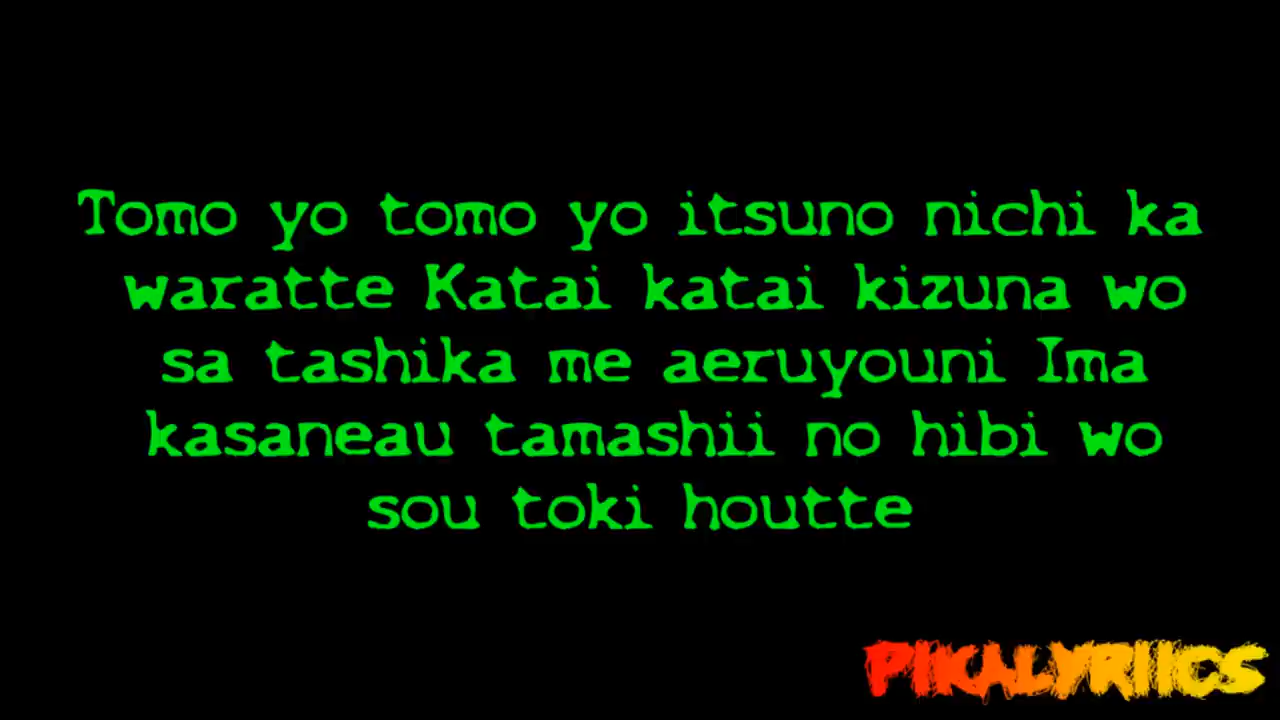 Tomo yo tomo yo itsuno nichi ka
waratte Katai katai kizuna wo
sa tashika me aeruyouni Ima
kasaneau tamashii no hibi wo
sou toki houtte
PIKALYRIICS